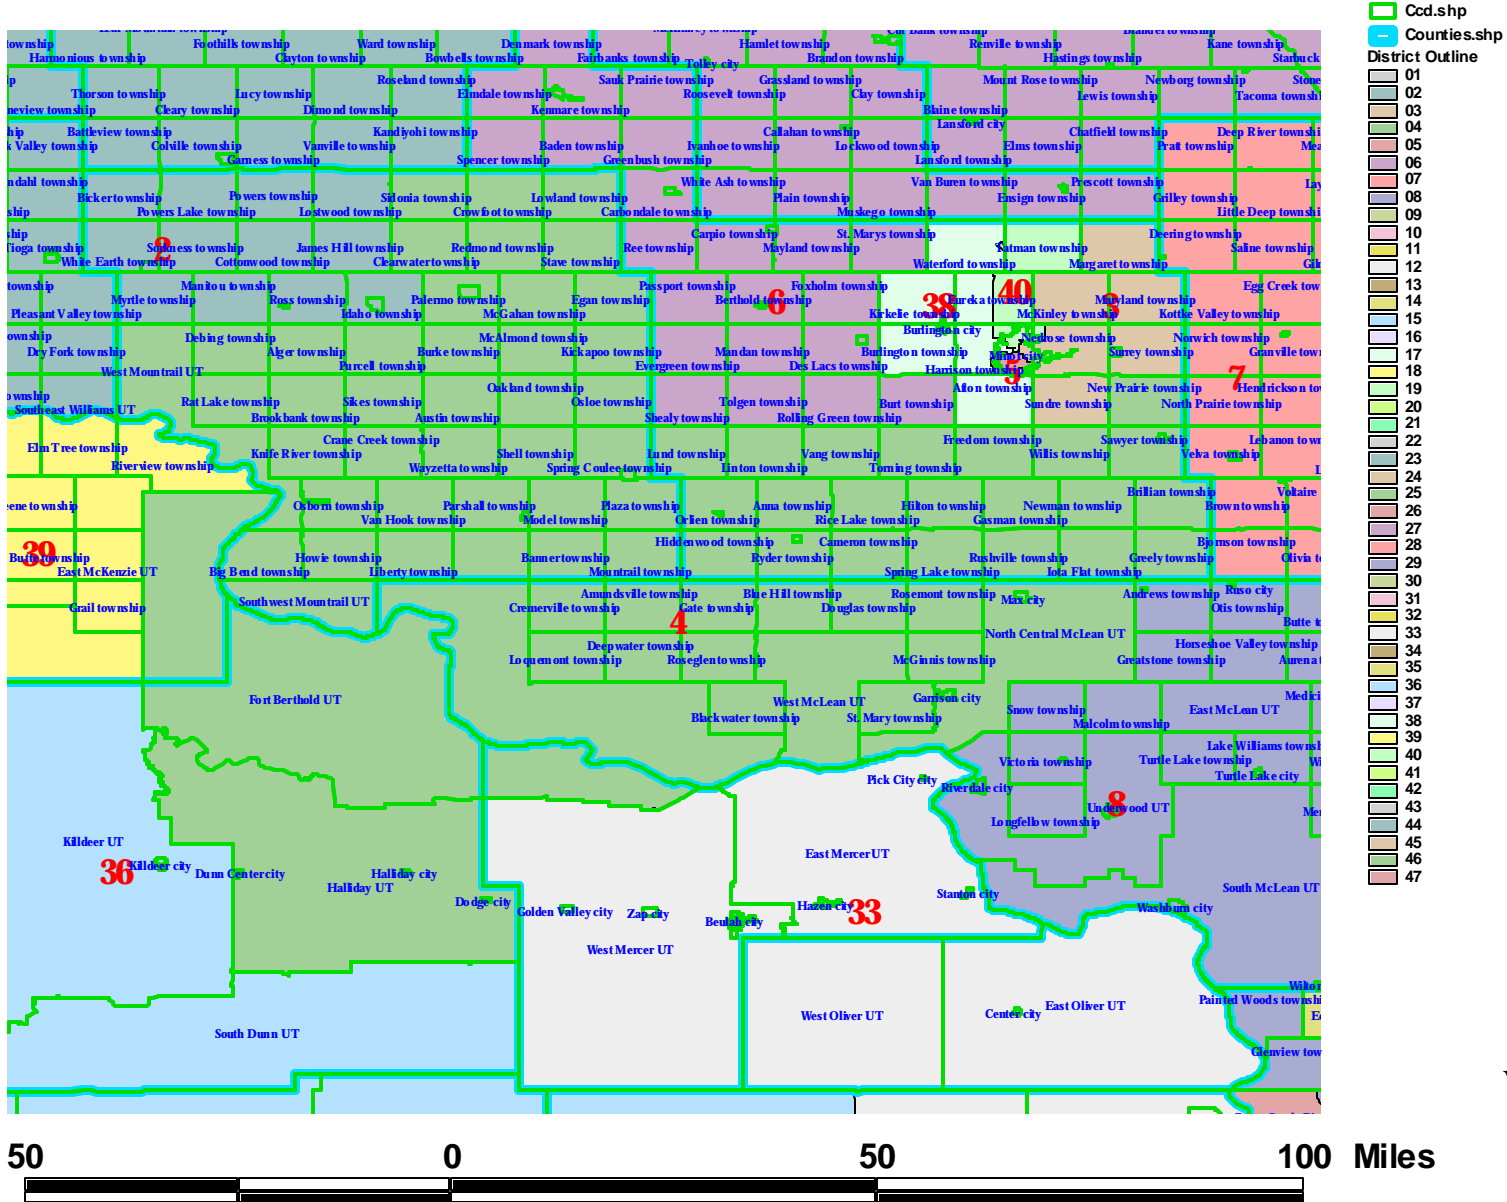 Ccd.shp
Counties.shp
District Outline
01
02
03
04
05
06
07
08
09
10
11
12
13
14
15
16
17
18
19
20
21
22
23
24
25
26
27
28
29
30
31
32
33
34
35
36
37
38
39
40
41
42
43
44
45
46
47
Foothills township
Ward township
Denmark township
Hamlet township
Renville township
Kane township
Harmonious township
Clayton township
Bowbells township
Fairbanks township
Tolley city
Brandon township
Hastings township
Starbuck
Roseland township
Sauk Prairie township
Grassland township
Mount Rose township
Newborg township
Thorson township
Lucy township
Elmdale township
Roosevelt township
Clay township
Lewis township
Cleary township
Dimond township
Kenmare township
Blaine township
Lansford city
Battleview township
Kandiyohi township
Callahan township
Chatfield township
Colville township
Vanville township
Baden township
Ivanhoe township
Lockwood township
Elms township
Pratt township
Garness township
Spencer township
Greenbush township
Lansford township
White Ash township
Van Buren township
Prescott township
Bicker township
Powers township
Sidonia township
Lowland township
Plain township
Ensign township
Grilley township
Powers Lake township
Lostwood township
Crowfoot township
Carbondale township
Muskego township
Carpio township
St. Marys township
Deering township
2
Sorkness township
James Hill township
Redmond township
Ree township
Mayland township
Tatman township
Saline township
White Earth township
Cottonwood township
Clearwater township
Stave township
Waterford township
Margaret township
Manitou township
Passport township
Foxholm township
Egg Creek tow
Myrtle township
Ross township
Palermo township
Egan township
Berthold township
6
38
Eureka township
40
3
Maryland township
Pleasant Valley township
Idaho township
McGahan township
Kirkelie township
McKinley township
Kottke Valley township
Burlington city
Debing township
McAlmond township
Nedrose township
Norwich township
Dry Fork township
Alger township
Burke township
Kickapoo township
Mandan township
Burlington township
Minot city
Surrey township
Granville tow
West Mountrail UT
Purcell township
Evergreen township
Des Lacs township
Harrison township
5
7
Oakland township
Afton township
New Prairie township
Hendrickson to
Rat Lake township
Sikes township
Osloe township
Tolgen township
Burt township
Sundre township
North Prairie township
Southeast Williams UT
Brookbank township
Austin township
Shealy township
Rolling Green township
Elm Tree township
Crane Creek township
Freedom township
Sawyer township
Knife River township
Shell township
Lund township
Vang township
Willis township
Velva township
Riverview township
Wayzetta township
Spring Coulee township
Linton township
Torning township
Brillian township
Voltaire
Osborn township
Parshall township
Plaza township
Anna township
Hilton township
Newman township
Brown township
Van Hook township
Model township
Orlien township
Rice Lake township
Gasman township
39
Hiddenwood township
Cameron township
Bjornson township
Howie township
Banner township
Ryder township
Rushville township
Greely township
East McKenzie UT
Big Bend township
Liberty township
Mountrail township
Spring Lake township
Iota Flat township
Southwest Mountrail UT
Amundsville township
Blue Hill township
Rosemont township
Max city
Andrews township
Ruso city
Grail township
Cremerville township
Gate township
Douglas township
Otis township
4
North Central McLean UT
Deepwater township
Horseshoe Valley township
Loquemont township
Roseglen township
McGinnis township
Greatstone township
Fort Berthold UT
West McLean UT
Garrison city
Snow township
East McLean UT
Blackwater township
St. Mary township
Malcolm township
Victoria township
Turtle Lake township
Lake Williams townsh
Pick City city
Riverdale city
Turtle Lake city
8
Underwood UT
Longfellow township
Killdeer UT
East Mercer UT
36
Killdeer city
Dunn Center city
Halliday city
Halliday UT
Stanton city
South McLean UT
Dodge city
Golden Valley city
Zap city
Beulah city
Hazen city
33
Washburn city
West Mercer UT
Wilton
Painted Woods townshi
West Oliver UT
Center city
East Oliver UT
South Dunn UT
Glenview tow
50 0 50 100 Miles